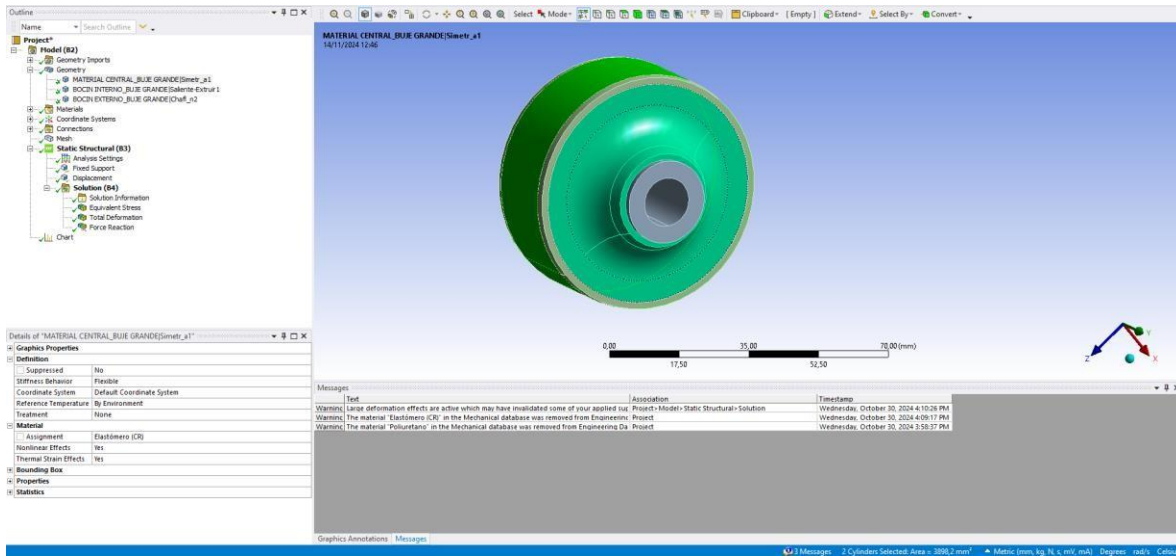 Outline
Name Search Outline
Project*
Model (B2)
Geometry Imports
Geometry
MATERIAL CENTRAL_BUJE GRANDE|Simetr_a1
BOCIN INTERNO_BUJE GRANDE|Saliente-Extruir1
BOCIN EXTERNO_BUJE GRANDE|Chafl_n2
Materials
Coordinate Systems
Connections
Mesh
Static Structural (B3)
Analysis Settings
Fixed Support
Displacement
Solution (B4)
Solution Information
Equivalent Stress
Total Deformation
Force Reaction
Chart
Details of "MATERIAL CENTRAL_BUJE GRANDE|Simetr_a1"
Graphics Properties
Definition
Suppressed No
Stiffness Behavior Flexible
Coordinate System Default Coordinate System
Reference Temperature By Environment
Treatment None
Material
Assignment Elastómero (CR)
Nonlinear Effects Yes
Thermal Strain Effects Yes
Bounding Box
Properties
Statistics
Select Mode Clipboard [Empty] Extend Select By Convert
MATERIAL CENTRAL_BUJE GRANDE|Simetr_a1
14/11/2024 12:46
0,00 35,00 70,00 (mm)
17,50 52,50
Z Y X
Messages
Text Association Timestamp
Warning Large deformation effects are active which may have invalidated some of your applied sup Project>Model>Static Structural>Solution Wednesday, October 30, 2024 4:10:26 PM
Warning The material "Elastómero (CR)" in the Mechanical database was removed from Engineering Project Wednesday, October 30, 2024 4:09:17 PM
Warning The material "Poliuretano" in the Mechanical database was removed from Engineering Da Project Wednesday, October 30, 2024 3:58:37 PM
Graphics Annotations Messages
3 Messages 2 Cylinders Selected: Area = 3898,2 mm² Metric (mm, kg, N, s, mV, mA) Degrees rad/s Celsi